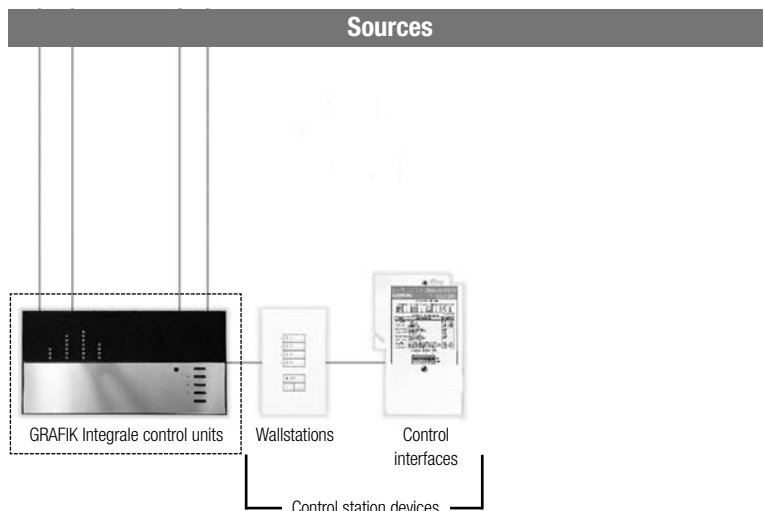 Sources
GRAFIK Integrale control units
Wallstations
Control
interfaces
Control station devices